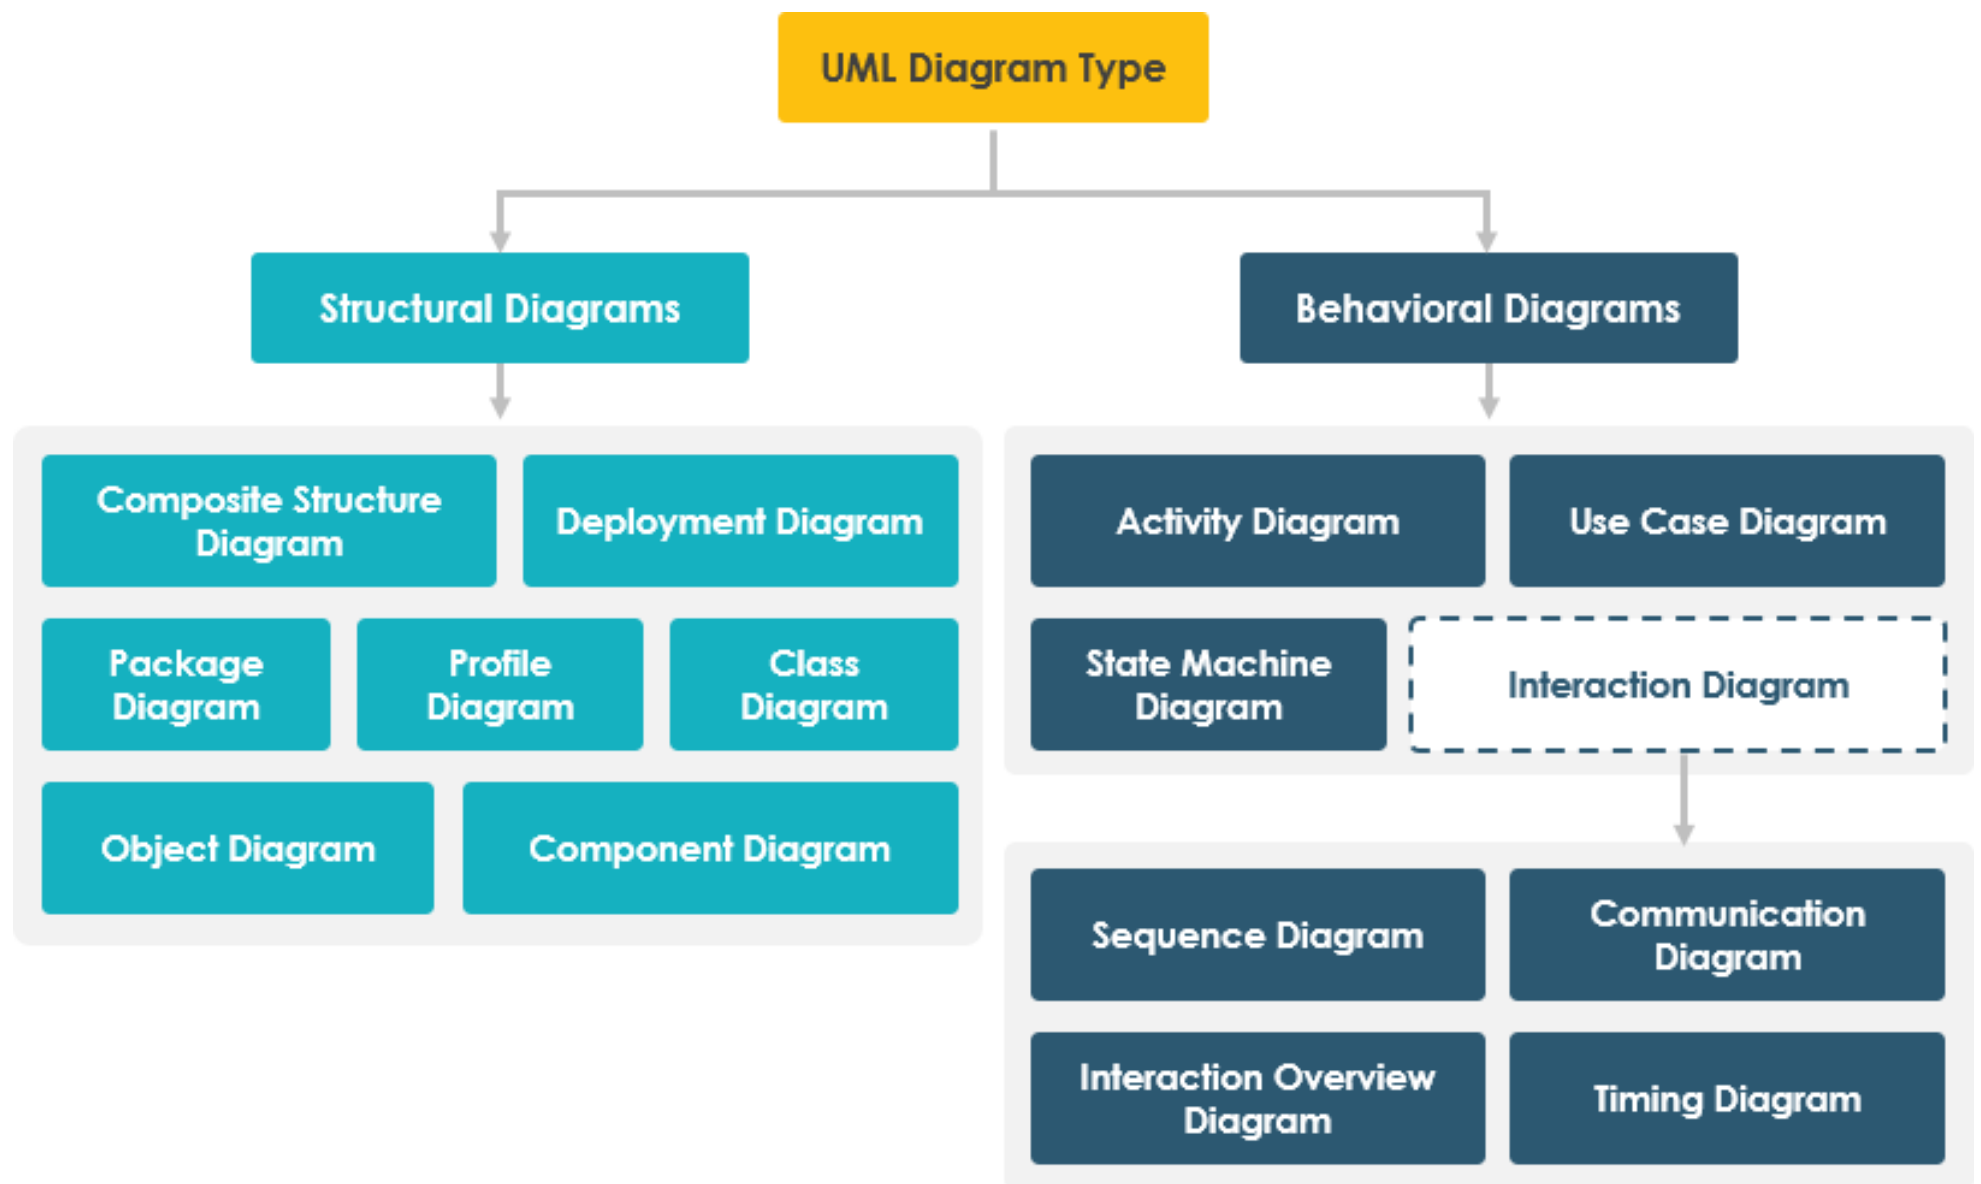 UML Diagram Type
Structural Diagrams
Behavioral Diagrams
Composite Structure
Diagram
Deployment Diagram
Package
Diagram
Profile
Diagram
Class
Diagram
Object Diagram
Component Diagram
Activity Diagram
Use Case Diagram
State Machine
Diagram
Interaction Diagram
Sequence Diagram
Communication
Diagram
Interaction Overview
Diagram
Timing Diagram